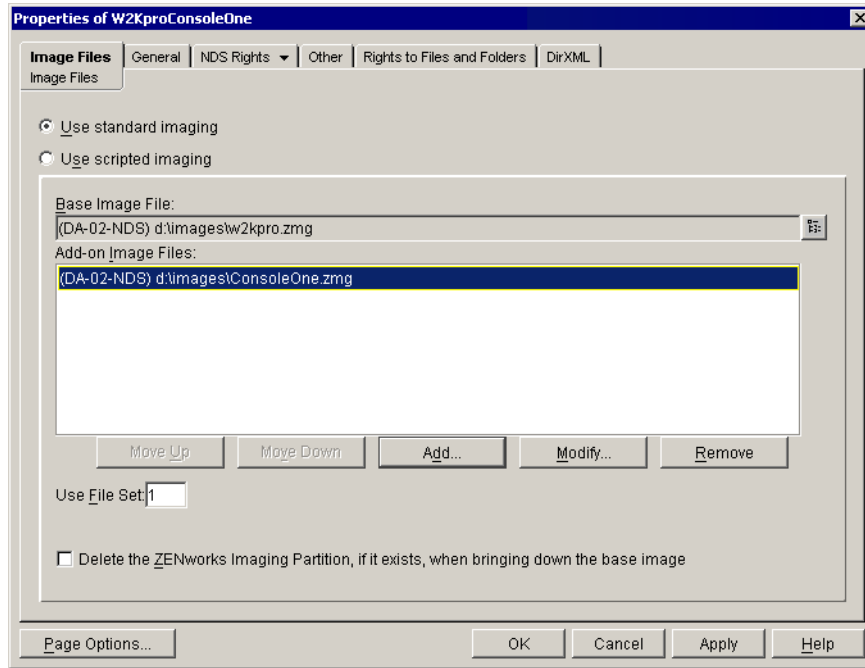 Properties of W2KproConsoleOne
Image Files General NDS Rights Other Rights to Files and Folders DirXML
Image Files
Use standard imaging
Use scripted imaging
Base Image File:
(DA-02-NDS) d:\images\w2kpro.zmg
Add-on Image Files:
(DA-02-NDS) d:\images\ConsoleOne.zmg
Move Up Move Down Add... Modify... Remove
Use File Set: 1
Delete the ZENworks Imaging Partition, if it exists, when bringing down the base image
Page Options... OK Cancel Apply Help